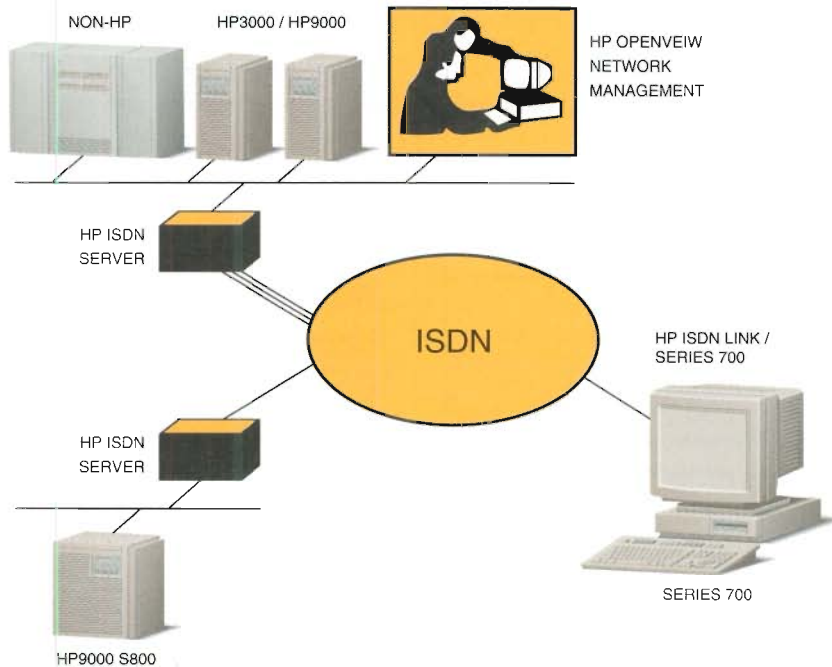 NON-HP
HP3000 / HP9000
HP OPENVEIW
NETWORK
MANAGEMENT
HP ISDN
SERVER
ISDN
HP ISDN LINK /
SERIES 700
HP ISDN
SERVER
SERIES 700
HP9000 S800